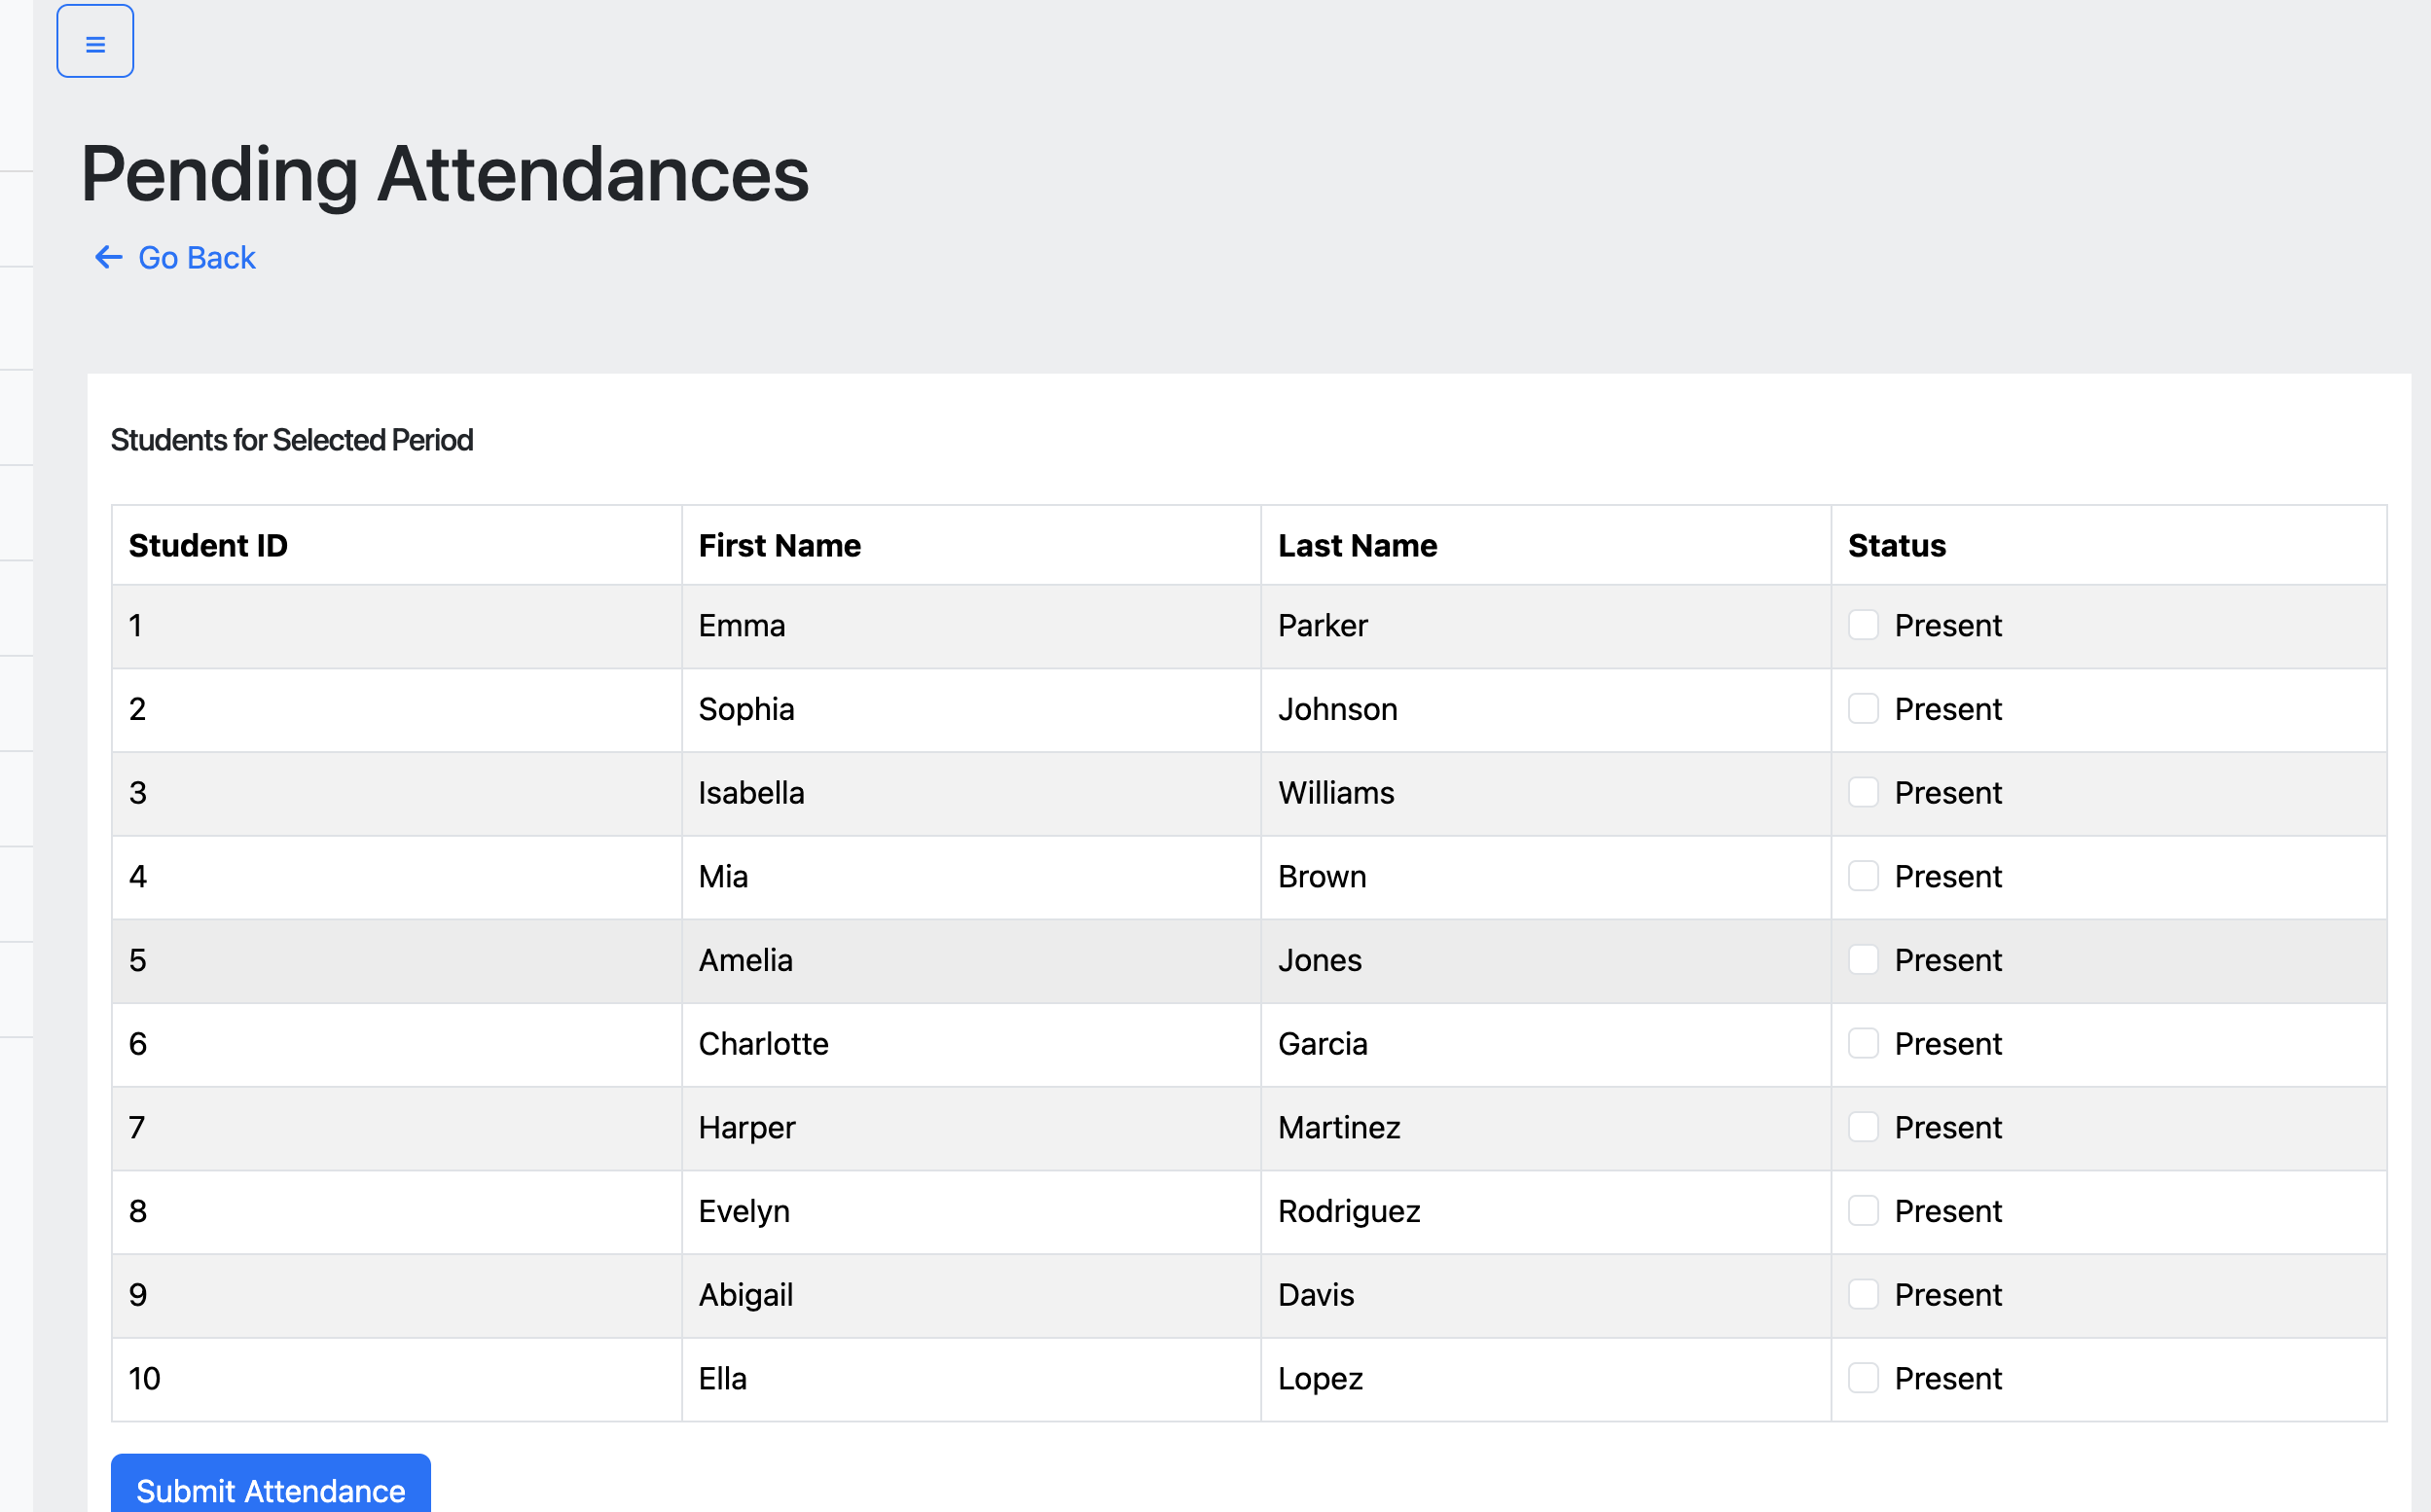 Pending Attendances
Go Back
Students for Selected Period
Student ID First Name Last Name Status
1 Emma Parker Present
2 Sophia Johnson Present
3 Isabella Williams Present
4 Mia Brown Present
5 Amelia Jones Present
6 Charlotte Garcia Present
7 Harper Martinez Present
8 Evelyn Rodriguez Present
9 Abigail Davis Present
10 Ella Lopez Present
Submit Attendance